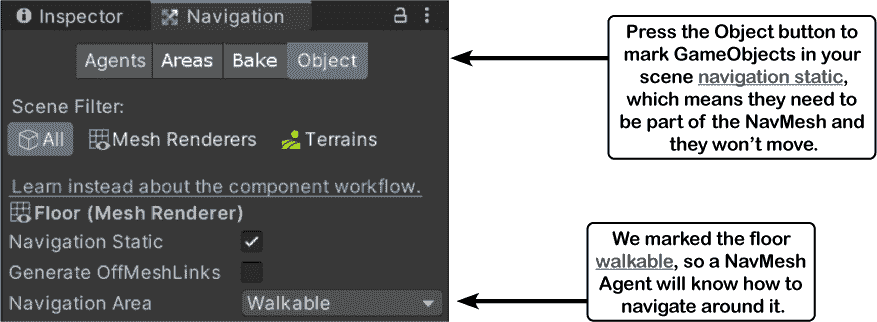 Inspector
Navigation
Agents Areas Bake Object
Scene Filter:
All Mesh Renderers Terrains
Learn instead about the component workflow.
Floor (Mesh Renderer)
Navigation Static
Generate OffMeshLinks
Navigation Area Walkable
Press the Object button to
mark GameObjects in your
scene navigation static,
which means they need to
be part of the NavMesh and
they won’t move.
We marked the floor
walkable, so a NavMesh
Agent will know how to
navigate around it.